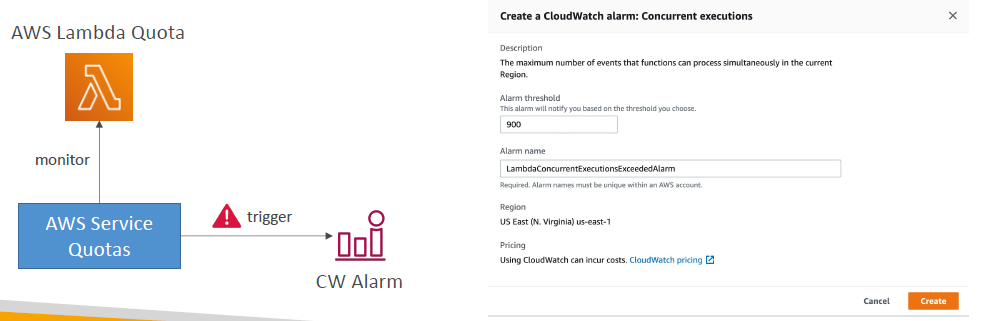 AWS Lambda Quota
monitor
AWS Service
Quotas
trigger
CW Alarm
Create a CloudWatch alarm: Concurrent executions
Description
The maximum number of events that functions can process simultaneously in the current
Region.
Alarm threshold
This alarm will notify you based on the threshold you choose.
900
Alarm name
LambdaConcurrentExecutionsExceededAlarm
Required. Alarm names must be unique within an AWS account.
Region
US East (N. Virginia) us-east-1
Pricing
Using CloudWatch can incur costs. CloudWatch pricing
Cancel
Create